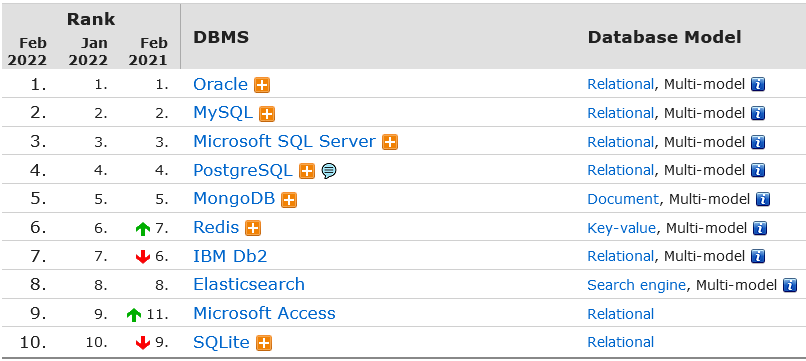 Rank
Feb 2022 Jan 2022 Feb 2021 DBMS Database Model
1. 1. 1. Oracle Relational, Multi-model
2. 2. 2. MySQL Relational, Multi-model
3. 3. 3. Microsoft SQL Server Relational, Multi-model
4. 4. 4. PostgreSQL Relational, Multi-model
5. 5. 5. MongoDB Document, Multi-model
6. 6. 7. Redis Key-value, Multi-model
7. 7. 6. IBM Db2 Relational, Multi-model
8. 8. 8. Elasticsearch Search engine, Multi-model
9. 9. 11. Microsoft Access Relational
10. 10. 9. SQLite Relational